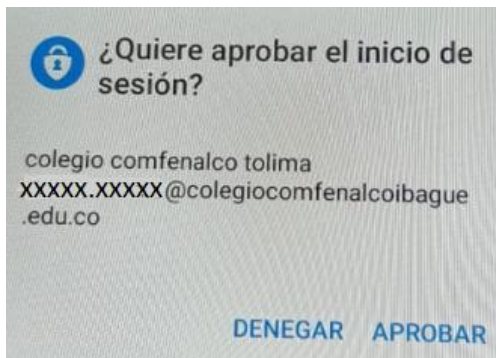 ¿Quiere aprobar el inicio de
sesión?
colegio comfenalco tolima
XXXXX.XXXXX@colegiocomfenalcoibague
.edu.co
DENEGAR APROBAR